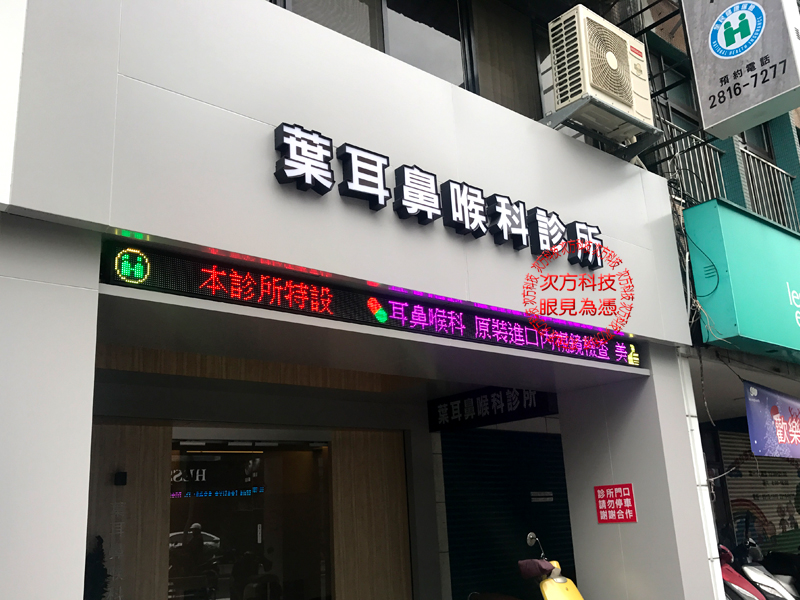 預約電話
2816-7277
葉耳鼻喉科診所
本診所特設 耳鼻喉科 原裝進口內視鏡檢查 美
次方科技
眼見為憑
葉耳鼻喉科診所
診所門口
請勿停車
謝謝合作
歡樂